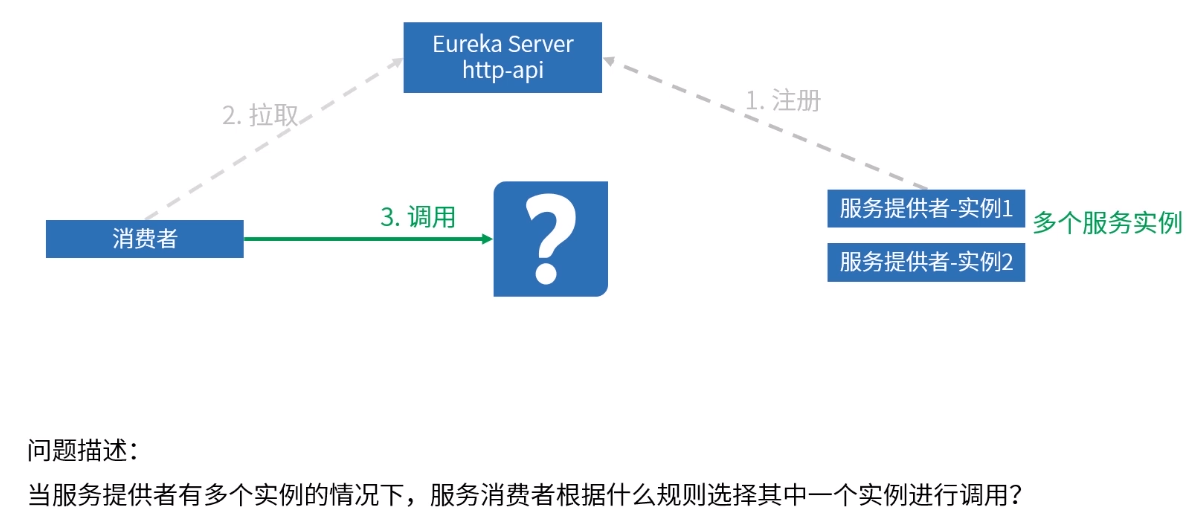 Eureka Server
http-api
2. 拉取
1. 注册
3. 调用
消费者
?
服务提供者-实例1
服务提供者-实例2
多个服务实例
问题描述：
当服务提供者有多个实例的情况下，服务消费者根据什么规则选择其中一个实例进行调用？